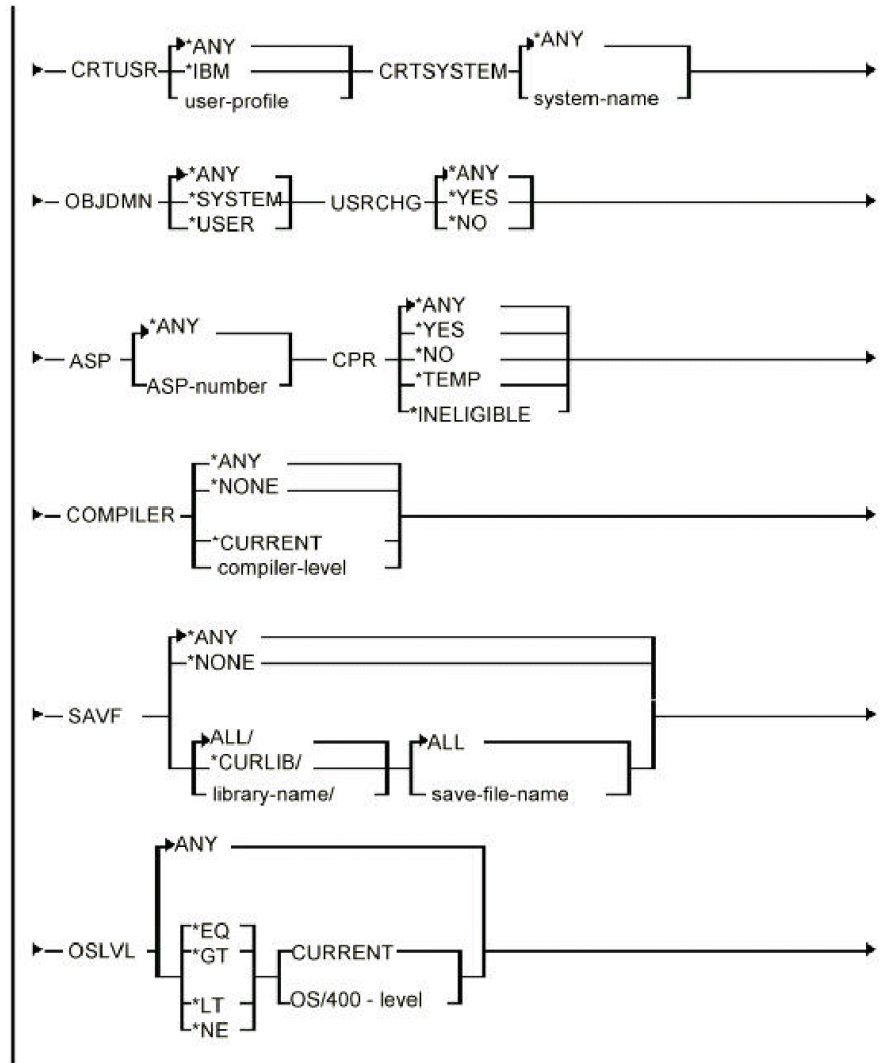 CRTUSR *ANY CRTSYSTEM *ANY
*IBM
user-profile system-name
OBJDMN *ANY USRCHG *ANY
*SYSTEM *YES
*USER *NO
ASP *ANY CPR *ANY
*YES
*NO
ASP-number *TEMP
*INELIGIBLE
COMPILER *ANY
*NONE
*CURRENT
compiler-level
SAVF *ANY
*NONE
ALL/ ALL
*CURLIB/
library-name/ save-file-name
OSLVL ANY
*EQ
*GT CURRENT
*LT OS/400 - level
*NE